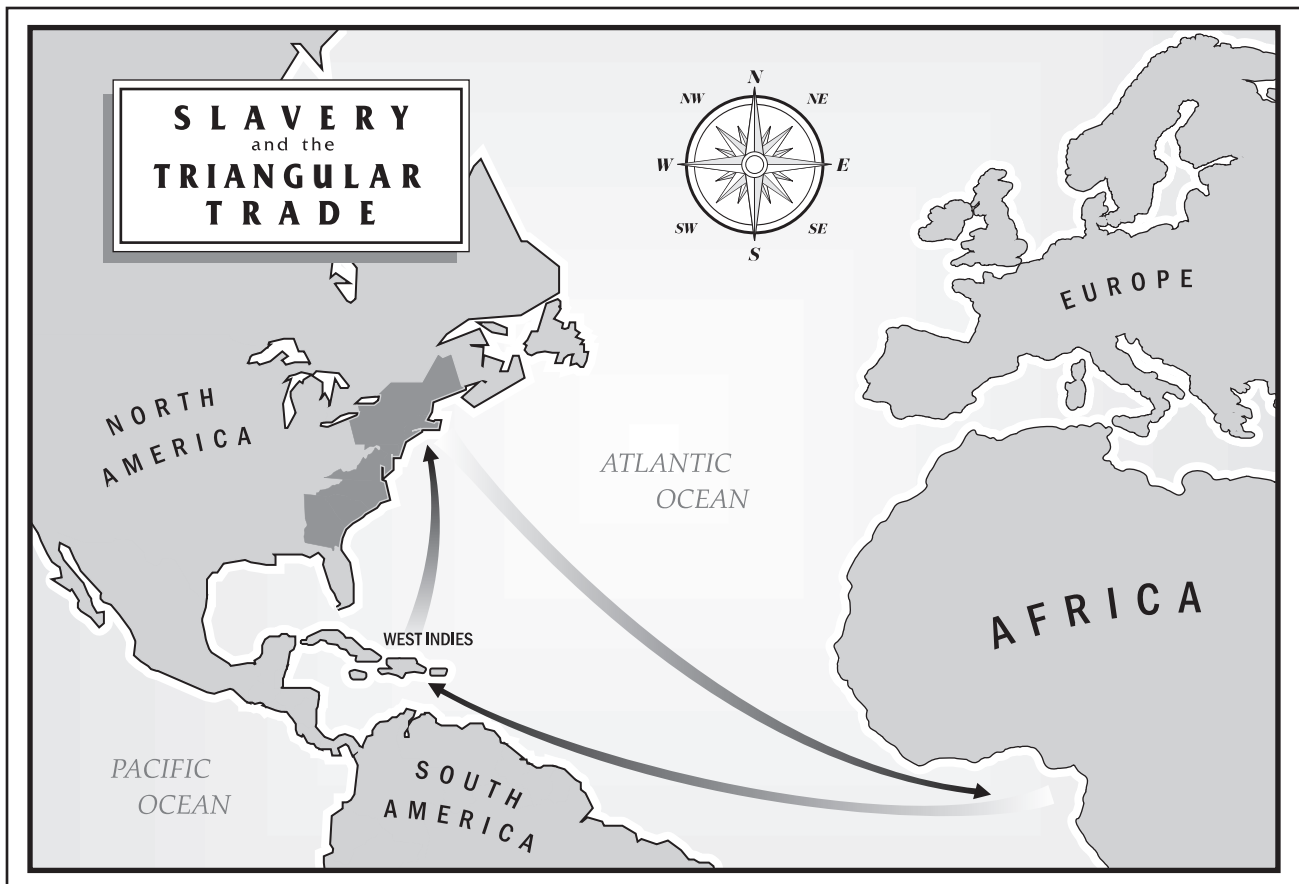 SLAVERY
and the
TRIANGULAR
TRADE
N
NW
NE
W
E
SW
SE
S
EUROPE
NORTH
AMERICA
ATLANTIC
OCEAN
AFRICA
WEST INDIES
PACIFIC
OCEAN
SOUTH
AMERICA